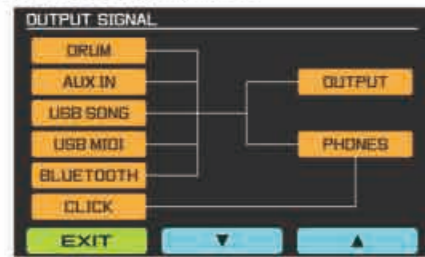 OUTPUT SIGNAL
DRUM
AUX IN
OUTPUT
USB SONG
USB MIDI
PHONES
BLUETOOTH
CLICK
EXIT ▼ ▲